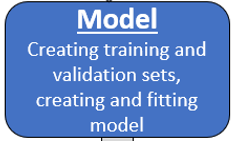 Model
Creating training and
validation sets,
creating and fitting
model